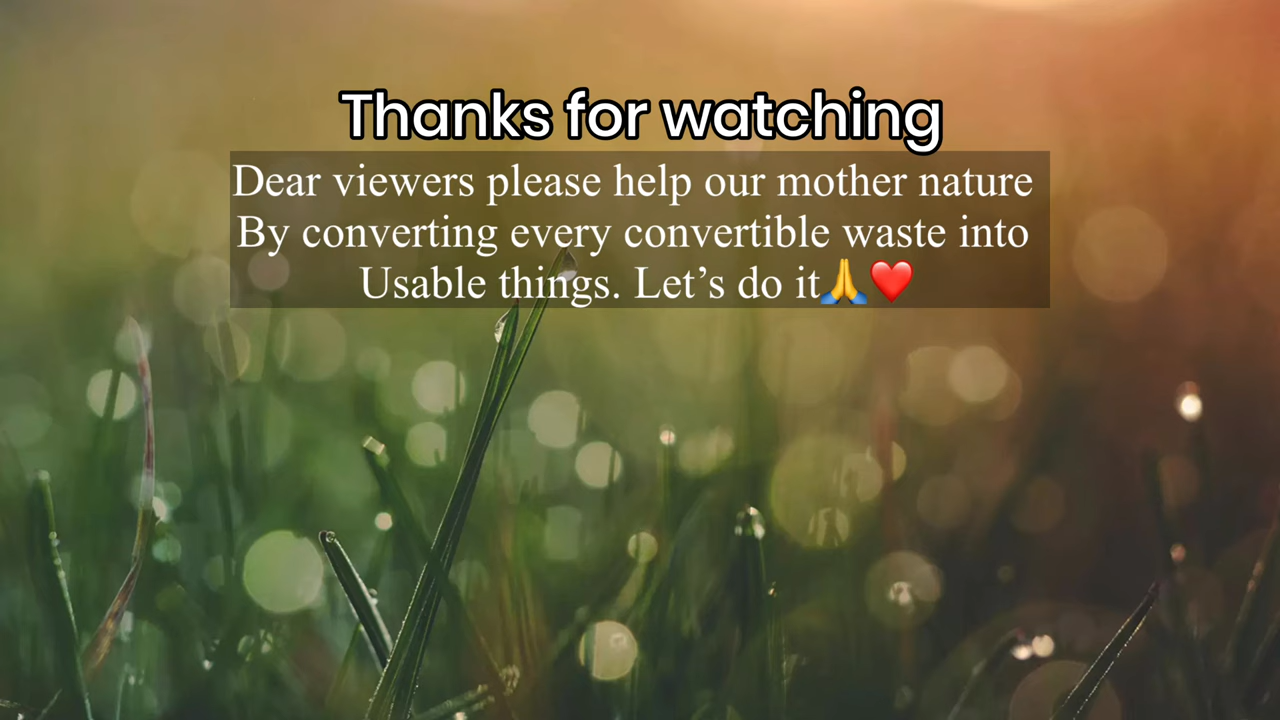 Thanks for watching
Dear viewers please help our mother nature
By converting every convertible waste into
Usable things. Let’s do it🙏❤️